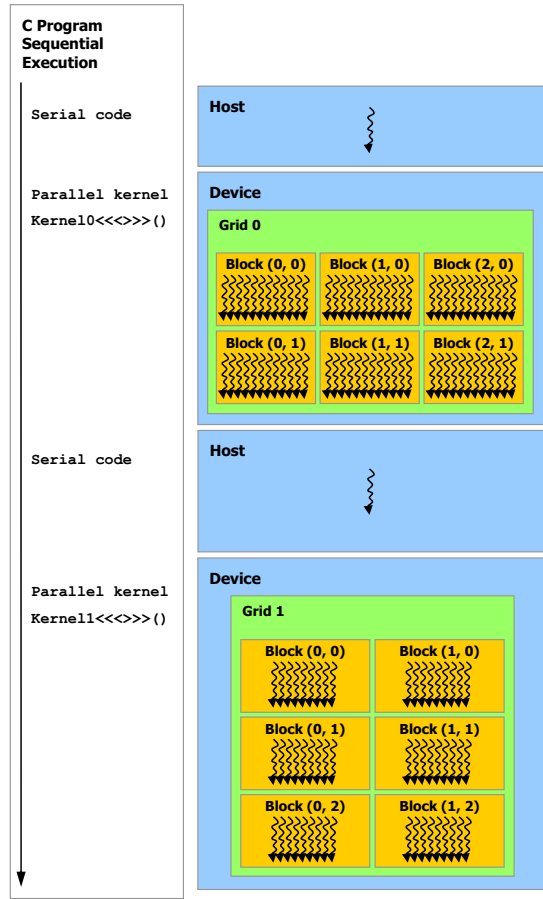 C Program
Sequential
Execution
Serial code
Host
Parallel kernel
Kernel0<<<>>>()
Device
Grid 0
Block (0, 0)
Block (1, 0)
Block (2, 0)
Block (0, 1)
Block (1, 1)
Block (2, 1)
Serial code
Host
Parallel kernel
Kernel1<<<>>>()
Device
Grid 1
Block (0, 0)
Block (1, 0)
Block (0, 1)
Block (1, 1)
Block (0, 2)
Block (1, 2)